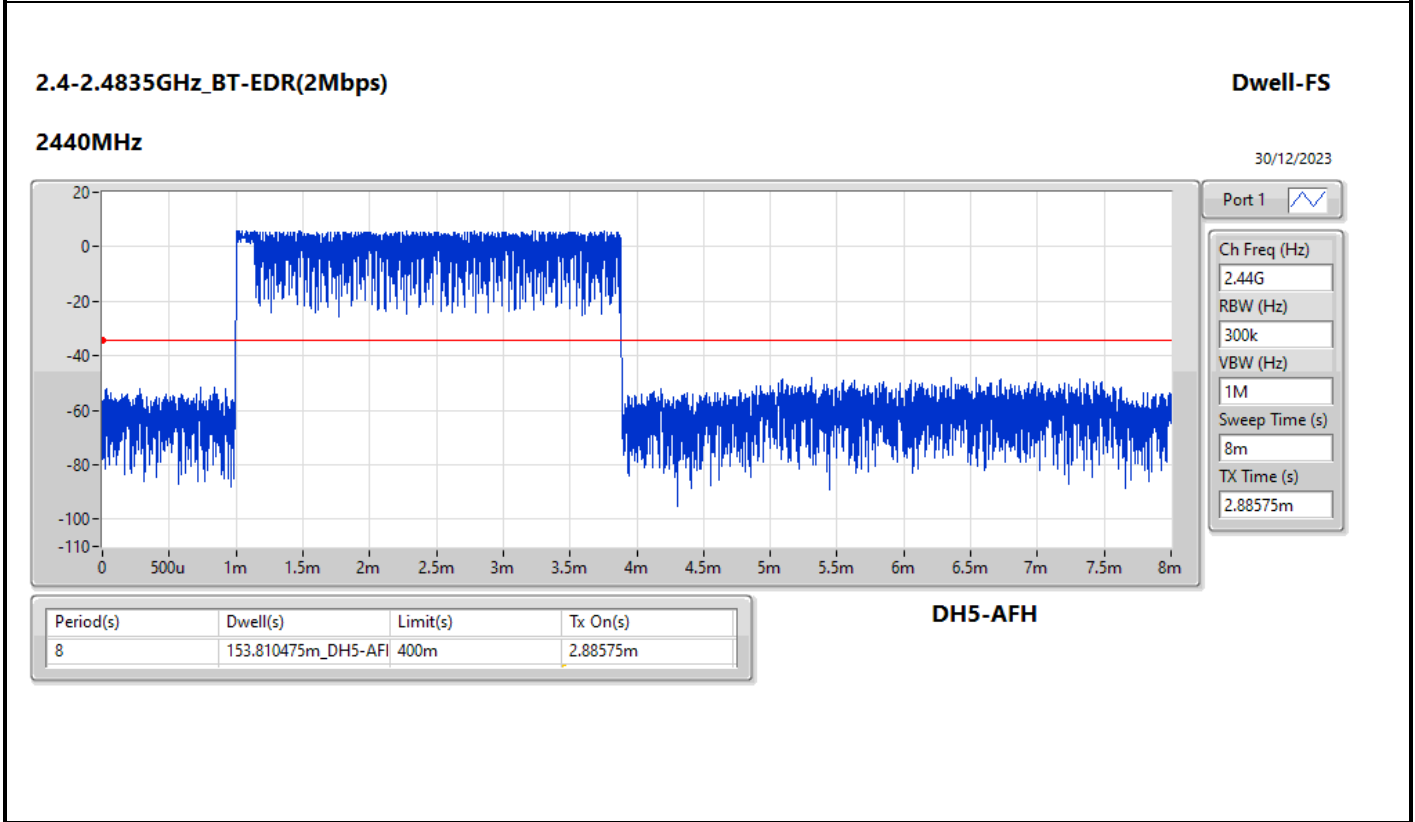 2.4-2.4835GHz_BT-EDR(2Mbps)
Dwell-FS
2440MHz
30/12/2023
20
0
-20
-40
-60
-80
-100
-110
0 500u 1m 1.5m 2m 2.5m 3m 3.5m 4m 4.5m 5m 5.5m 6m 6.5m 7m 7.5m 8m
Port 1
Ch Freq (Hz)
2.44G
RBW (Hz)
300k
VBW (Hz)
1M
Sweep Time (s)
8m
TX Time (s)
2.88575m
Period(s) Dwell(s) Limit(s) Tx On(s)
8 153.810475m_DH5-AFI 400m 2.88575m
DH5-AFH